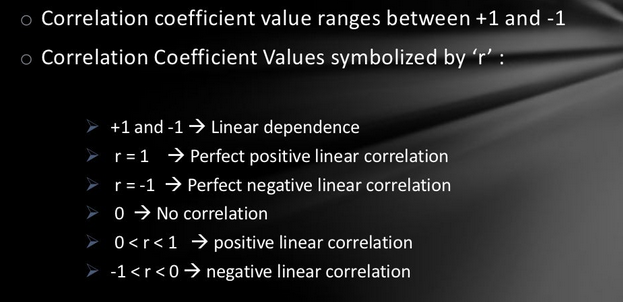 ○ Correlation coefficient value ranges between +1 and -1
○ Correlation Coefficient Values symbolized by ‘r’ :
➢ +1 and -1 → Linear dependence
➢ r = 1 → Perfect positive linear correlation
➢ r = -1 → Perfect negative linear correlation
➢ 0 → No correlation
➢ 0 < r < 1 → positive linear correlation
➢ -1 < r < 0 → negative linear correlation